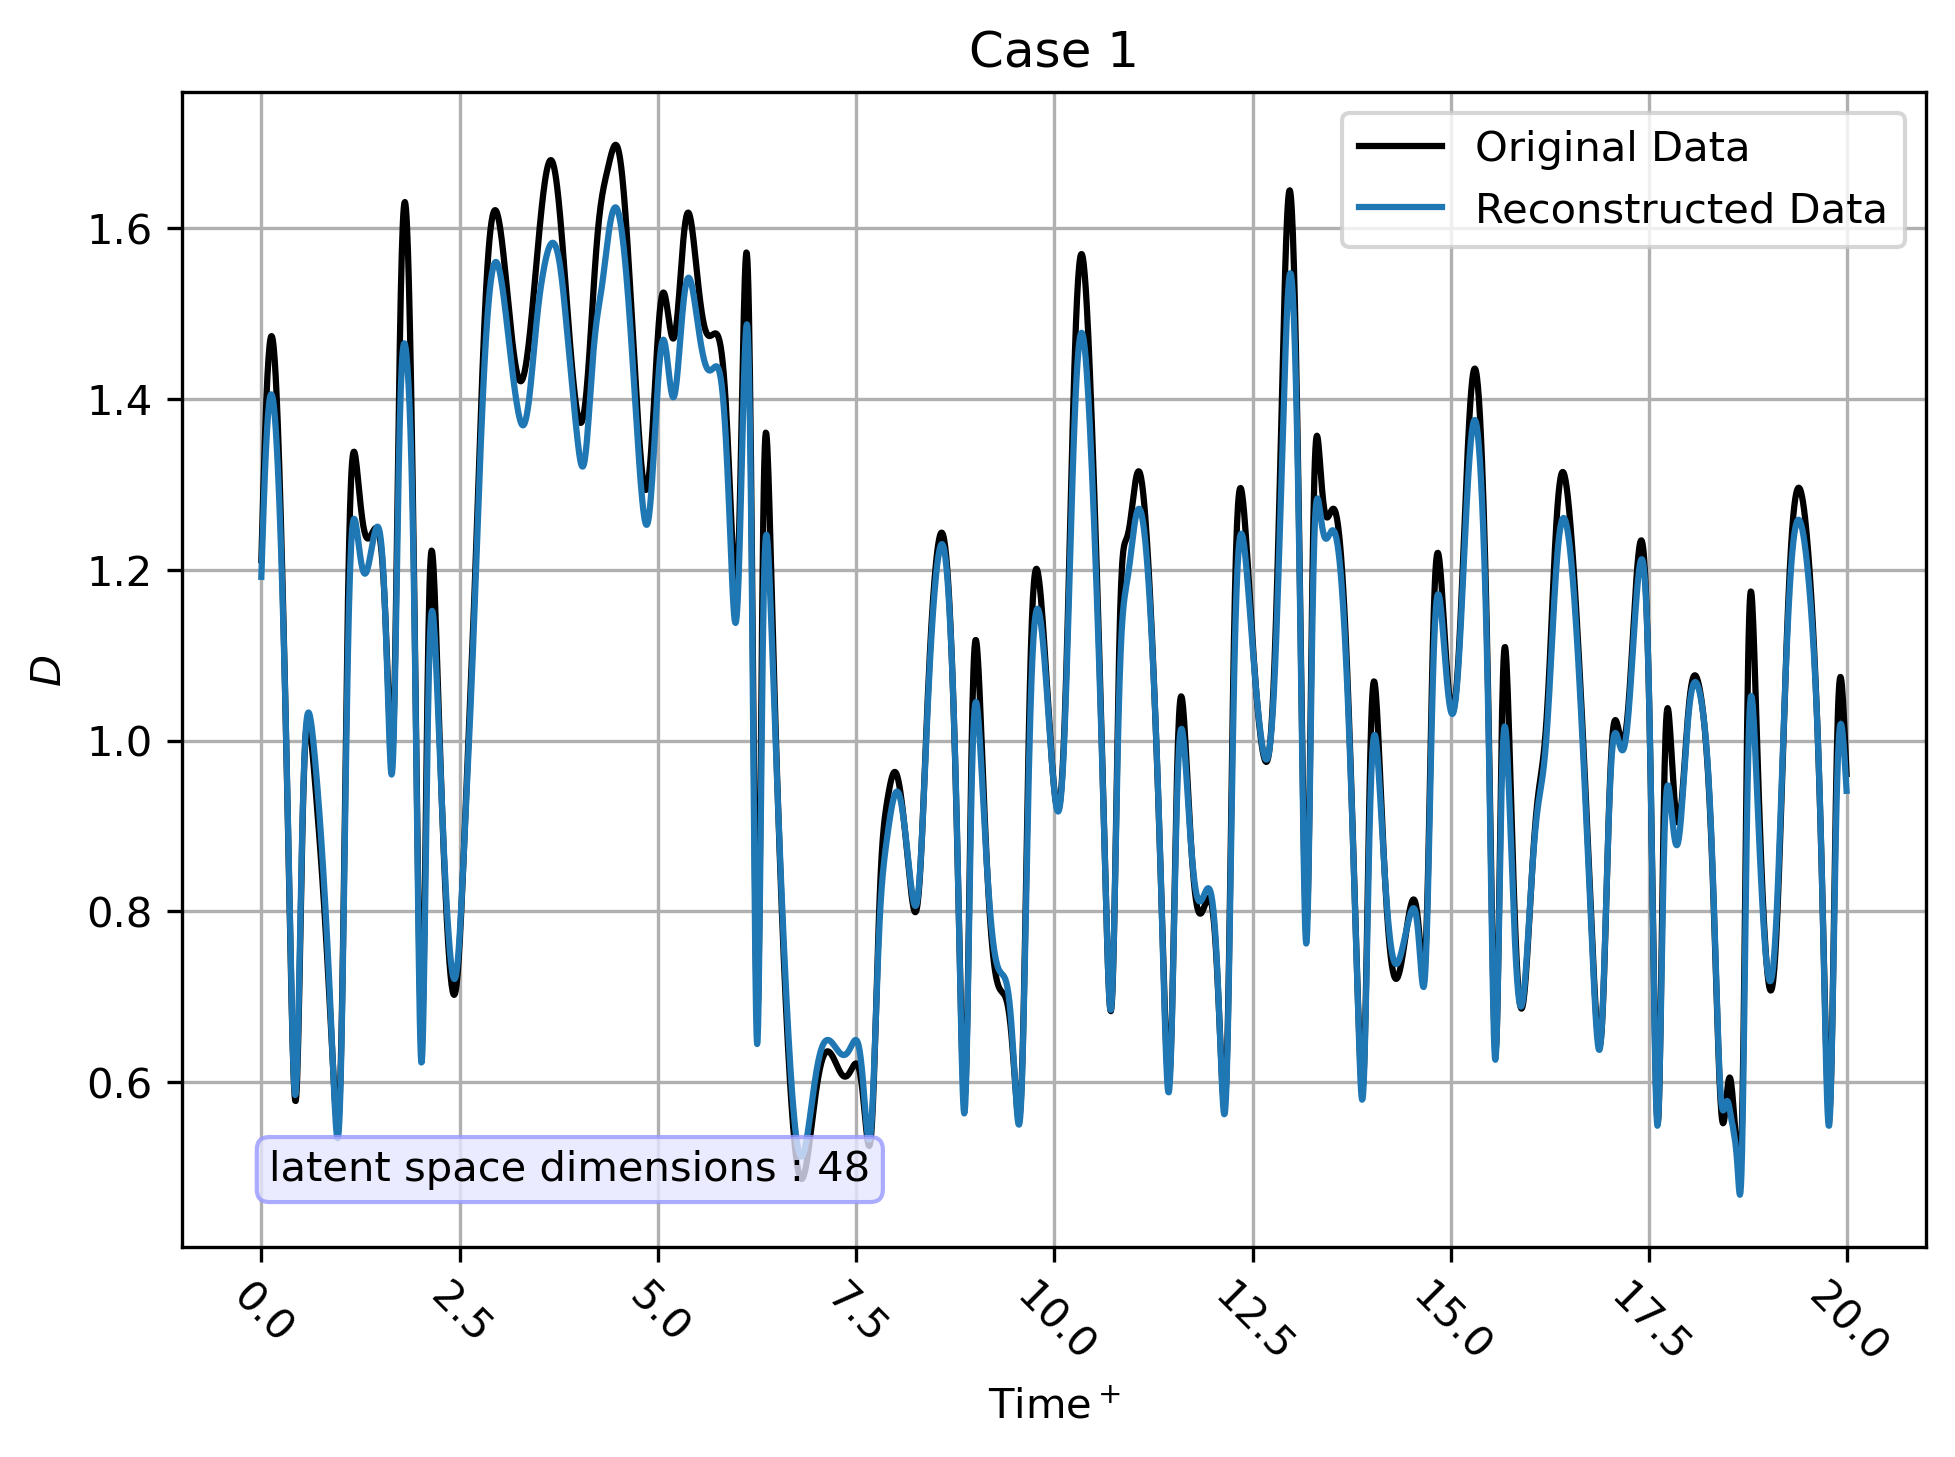 Case 1
Original Data
Reconstructed Data
D
1.6
1.4
1.2
1.0
0.8
0.6
latent space dimensions : 48
0.0 2.5 5.0 7.5 10.0 12.5 15.0 17.5 20.0
Time⁺